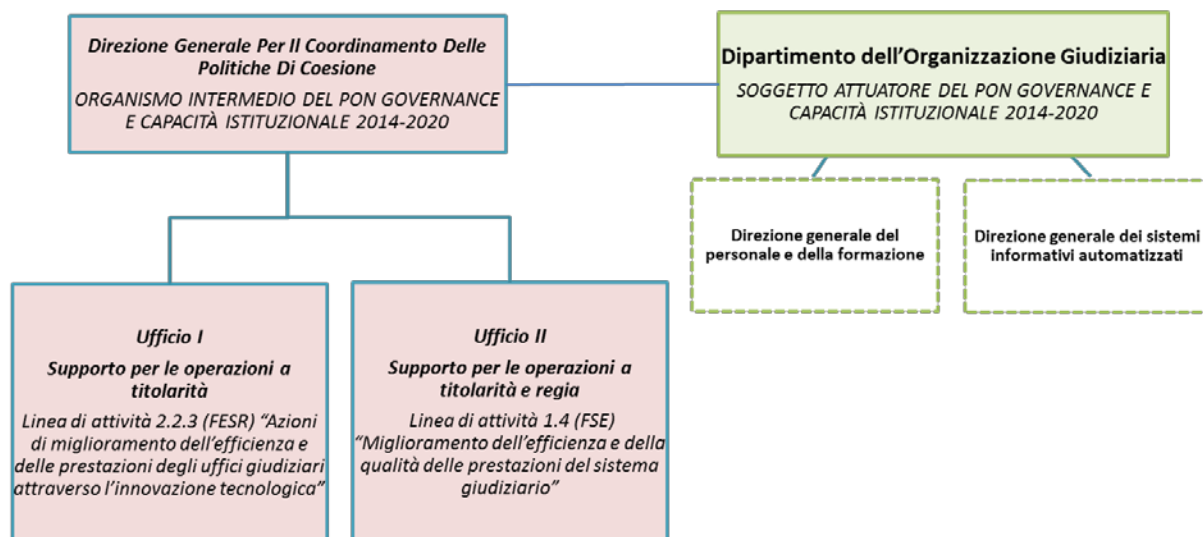 Direzione Generale Per Il Coordinamento Delle
Politiche Di Coesione
ORGANISMO INTERMEDIO DEL PON GOVERNANCE
E CAPACITÀ ISTITUZIONALE 2014-2020
Dipartimento dell’Organizzazione Giudiziaria
SOGGETTO ATTUATORE DEL PON GOVERNANCE E
CAPACITÀ ISTITUZIONALE 2014-2020
Direzione generale del
personale e della formazione
Direzione generale dei sistemi
informativi automatizzati
Ufficio I
Supporto per le operazioni a
titolarità
Linea di attività 2.2.3 (FESR) “Azioni
di miglioramento dell’efficienza e
delle prestazioni degli uffici giudiziari
attraverso l’innovazione tecnologica”
Ufficio II
Supporto per le operazioni a
titolarità e regia
Linea di attività 1.4 (FSE)
“Miglioramento dell’efficienza e della
qualità delle prestazioni del sistema
giudiziario”